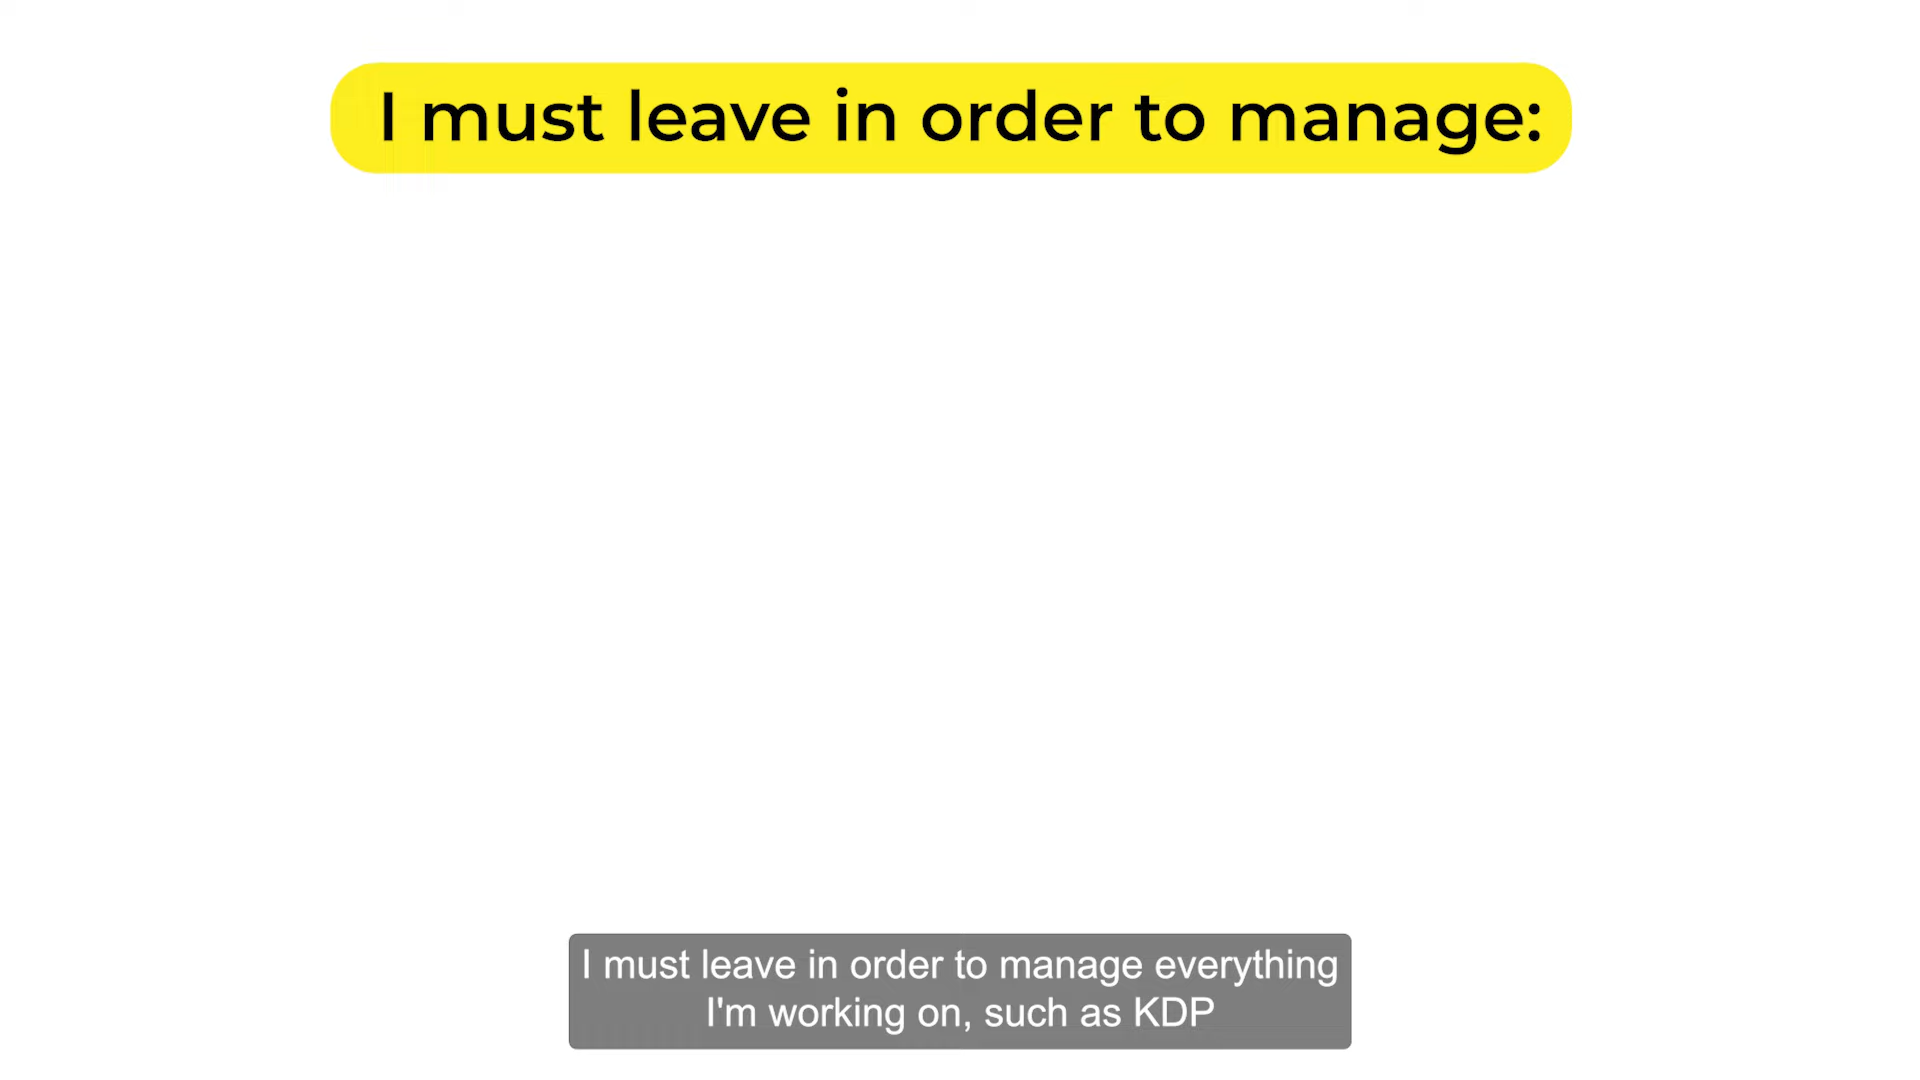 I must leave in order to manage:
I must leave in order to manage everything
I'm working on, such as KDP